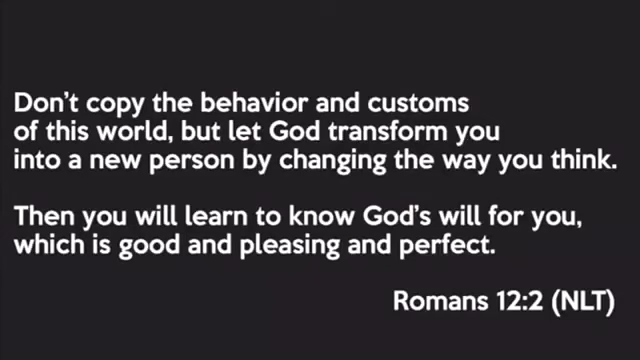 Don't copy the behavior and customs
of this world, but let God transform you
into a new person by changing the way you think.
Then you will learn to know God's will for you,
which is good and pleasing and perfect.
Romans 12:2 (NLT)